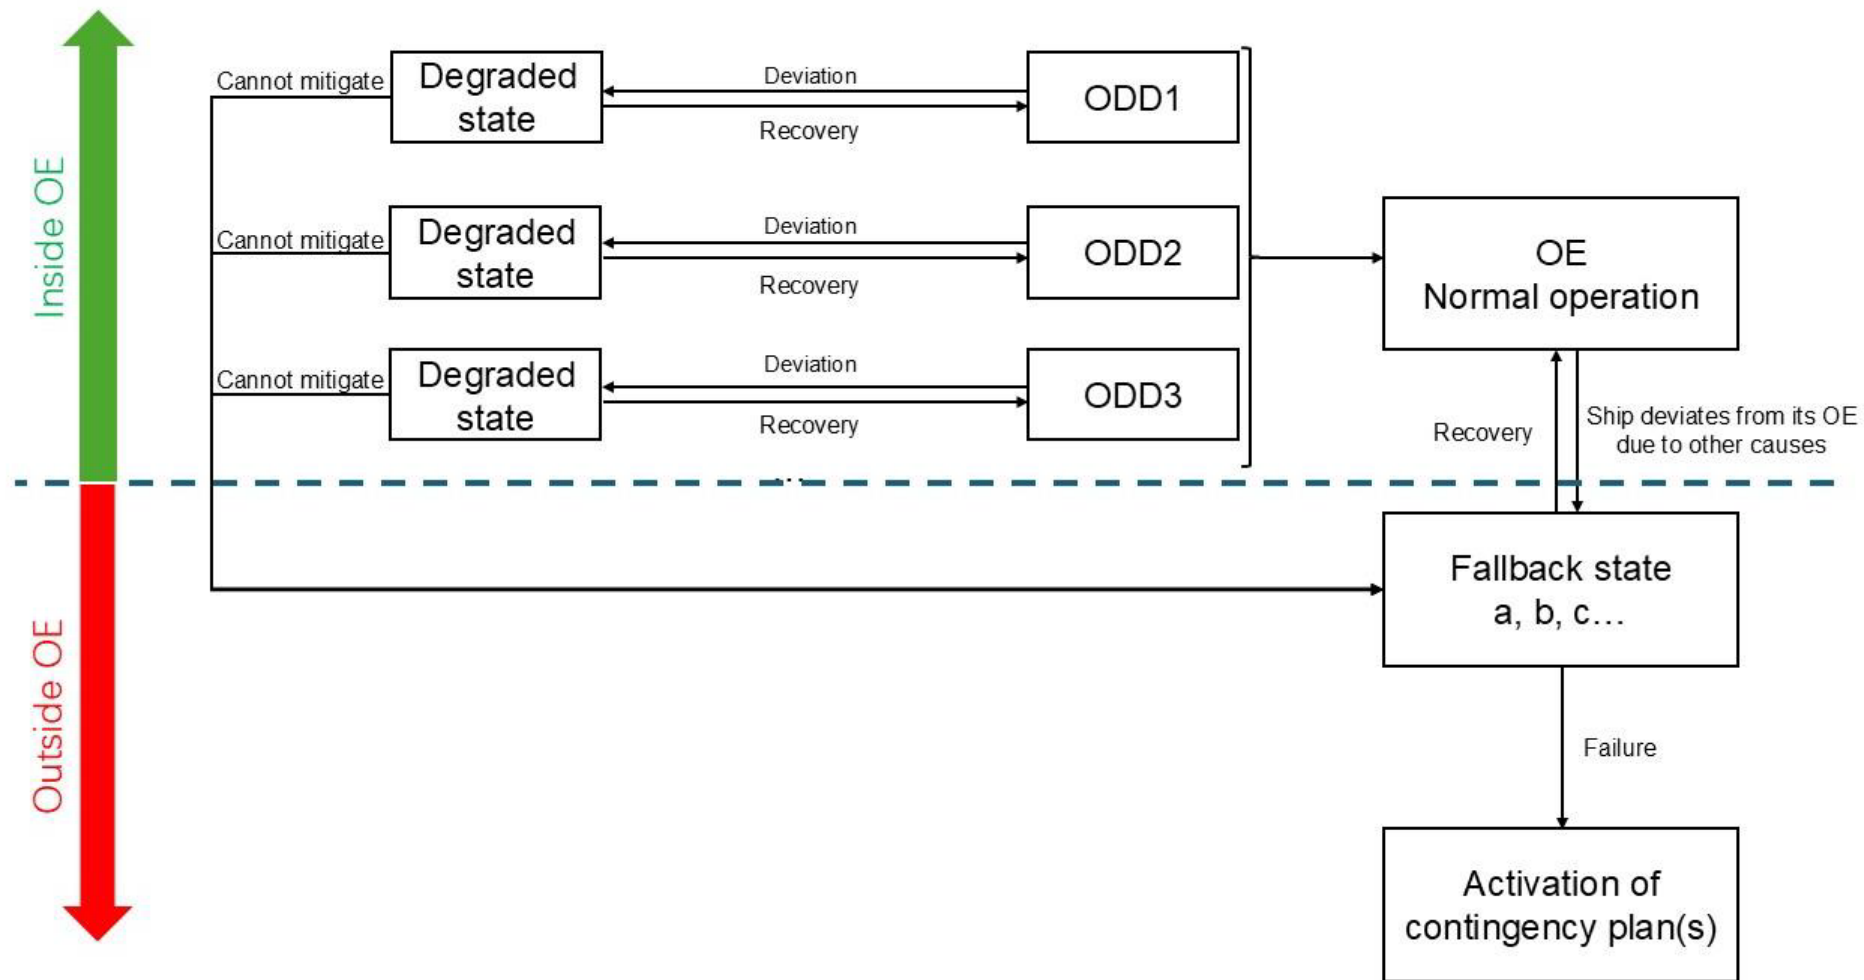 Inside OE
Outside OE
Cannot mitigate
Degraded
state
Deviation
Recovery
ODD1
Cannot mitigate
Degraded
state
Deviation
Recovery
ODD2
Cannot mitigate
Degraded
state
Deviation
Recovery
ODD3
...
OE
Normal operation
Recovery
Ship deviates from its OE
due to other causes
Fallback state
a, b, c...
Failure
Activation of
contingency plan(s)